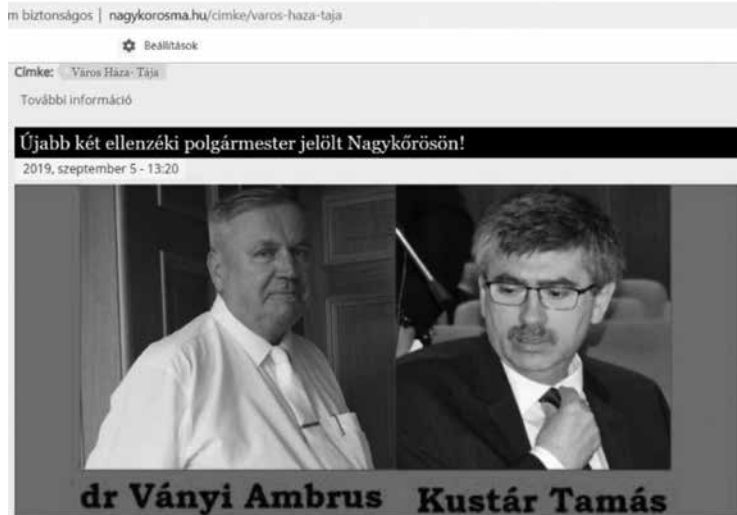 m biztonságos | nagykorosma.hu/cimke/varos-haza-taja
Beállítások
Címke: Város Háza- Tája
További információ
Újabb két ellenzéki polgármester jelölt Nagykőrösön!
2019, szeptember 5 - 13:20
dr Ványi Ambrus Kustár Tamás